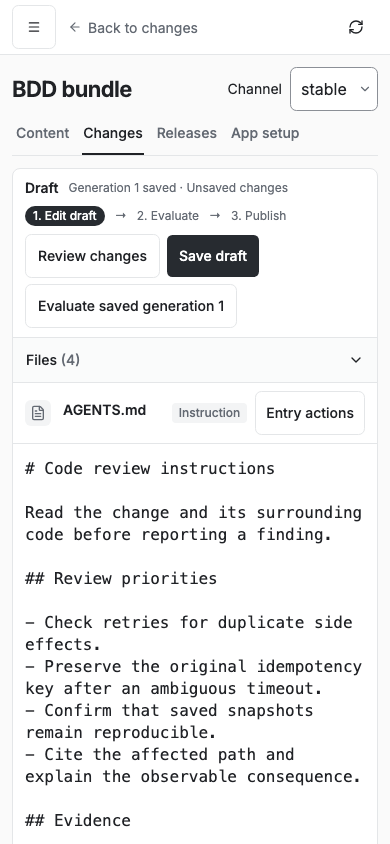 ← Back to changes
BDD bundle
Channel
stable
Content
Changes
Releases
App setup
Draft Generation 1 saved · Unsaved changes
1. Edit draft → 2. Evaluate → 3. Publish
Review changes
Save draft
Evaluate saved generation 1
Files (4)
AGENTS.md
Instruction
Entry actions
# Code review instructions
Read the change and its surrounding
code before reporting a finding.
## Review priorities
- Check retries for duplicate side
effects.
- Preserve the original idempotency
key after an ambiguous timeout.
- Confirm that saved snapshots
remain reproducible.
- Cite the affected path and
explain the observable consequence.
## Evidence